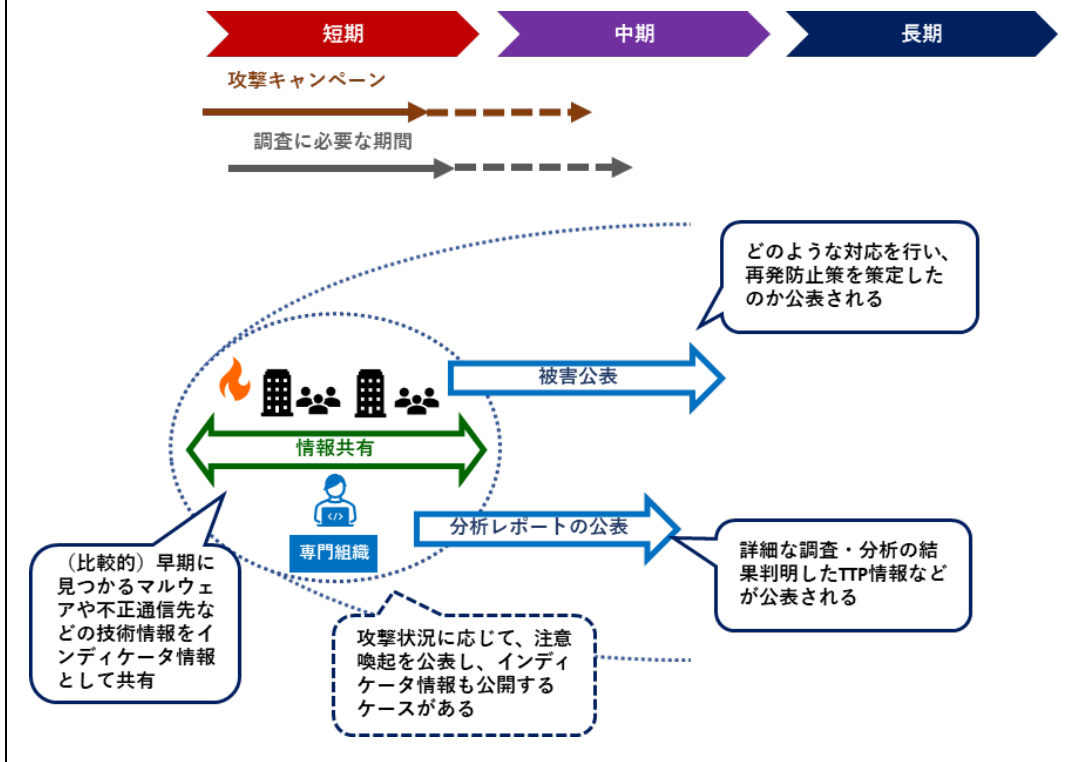 短期
中期
長期
攻撃キャンペーン
調査に必要な期間
どのような対応を行い、
再発防止策を策定した
のか公表される
被害公表
情報共有
専門組織
分析レポートの公表
（比較的）早期に
見つかるマルウェ
アや不正通信先な
どの技術情報をイ
ンディケータ情報
として共有
攻撃状況に応じて、注意
喚起を公表し、インディ
ケータ情報も公開する
ケースがある
詳細な調査・分析の結
果判明したTTP情報など
が公表される